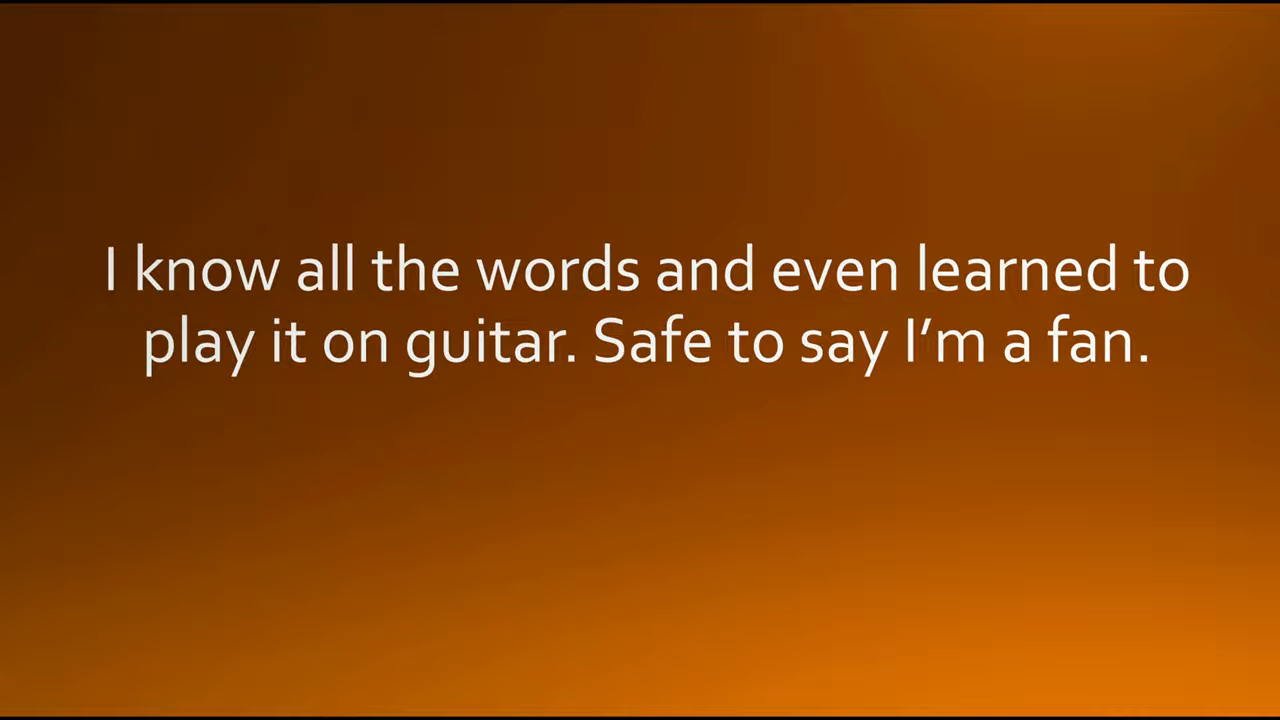 I know all the words and even learned to
play it on guitar. Safe to say I’m a fan.